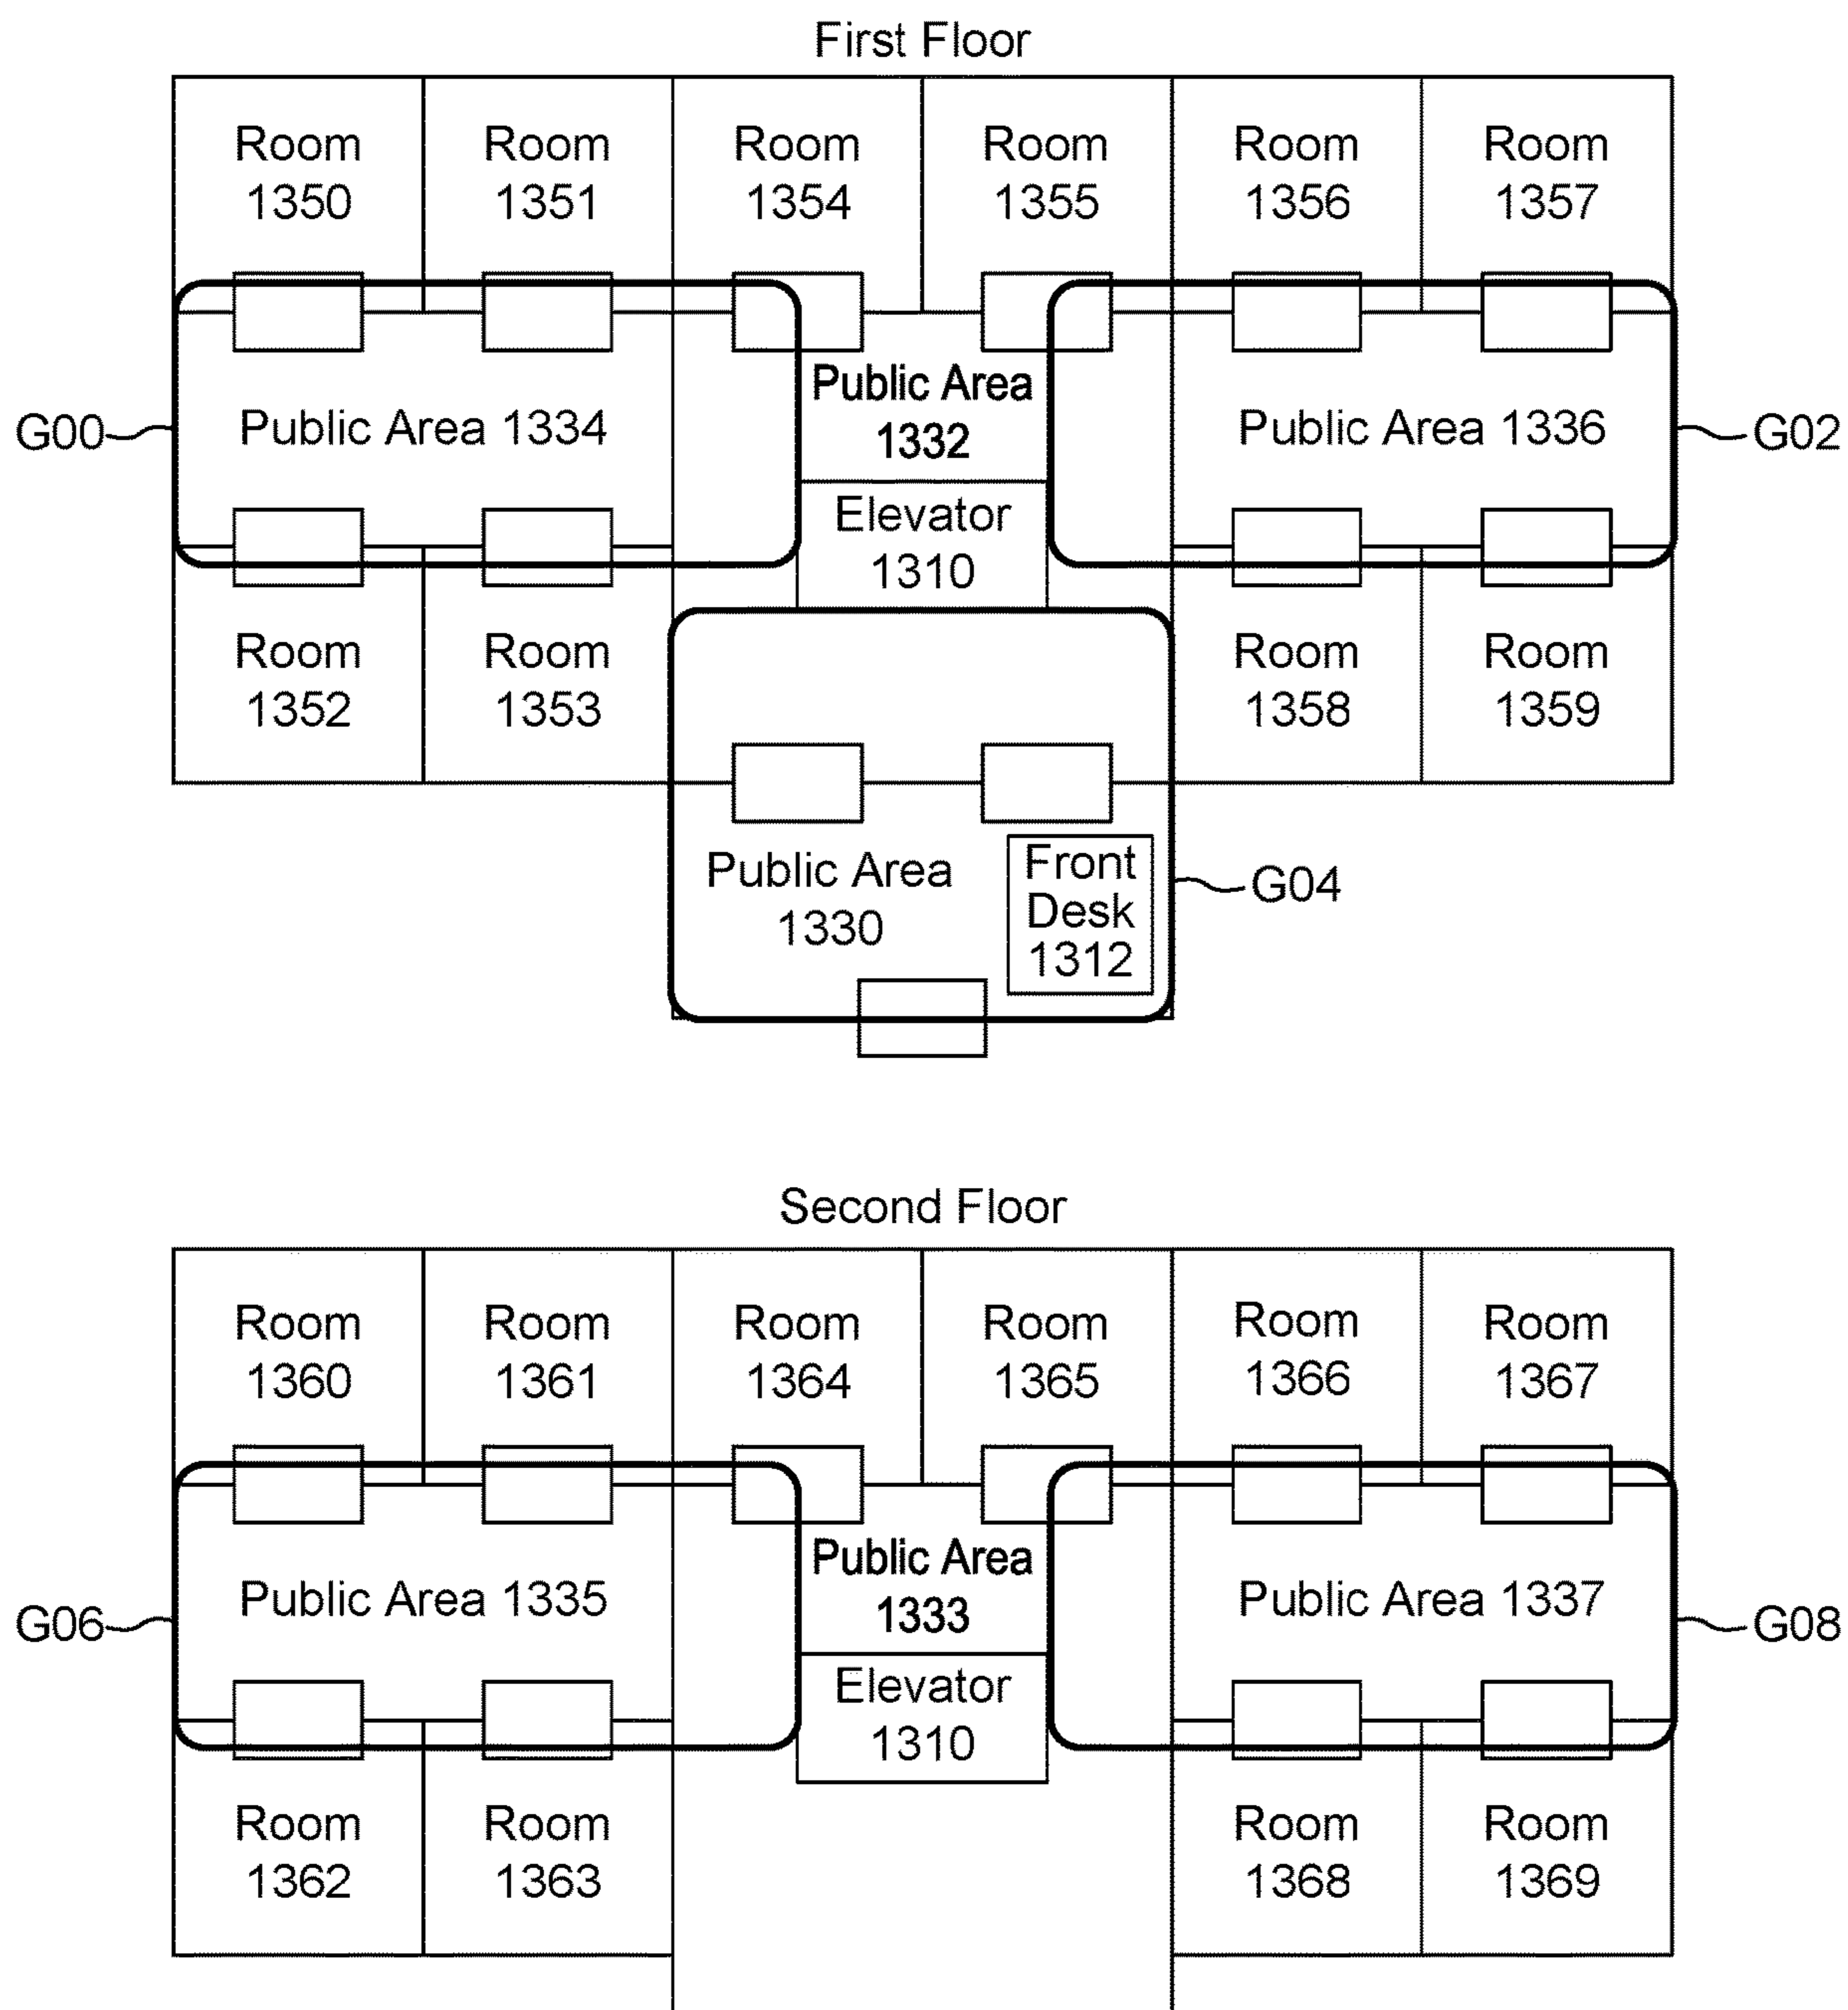 First Floor
Room
1350
Room
1351
Room
1354
Room
1355
Room
1356
Room
1357
G00
Public Area 1334
Public Area
1332
Public Area 1336
G02
Elevator
1310
Room
1352
Room
1353
Room
1358
Room
1359
Public Area
1330
Front
Desk
1312
G04
Second Floor
Room
1360
Room
1361
Room
1364
Room
1365
Room
1366
Room
1367
G06
Public Area 1335
Public Area
1333
Public Area 1337
G08
Elevator
1310
Room
1362
Room
1363
Room
1368
Room
1369